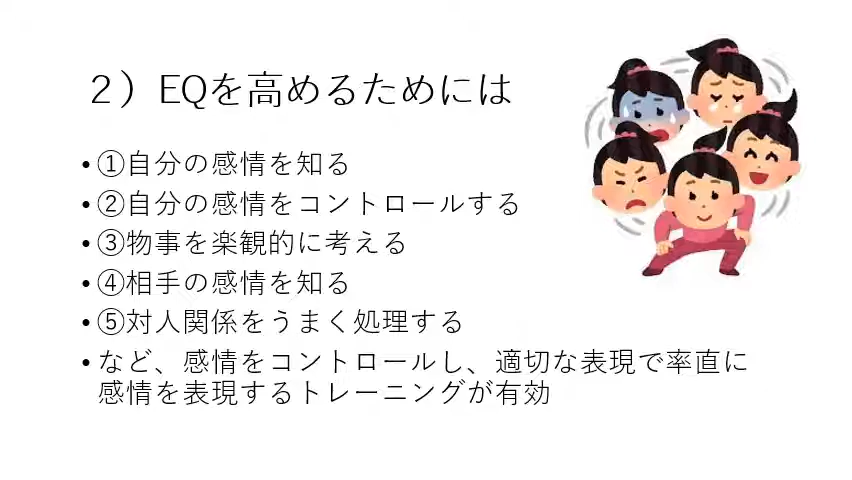 ２）EQを高めるためには
• ①自分の感情を知る
• ②自分の感情をコントロールする
• ③物事を楽観的に考える
• ④相手の感情を知る
• ⑤対人関係をうまく処理する
• など、感情をコントロールし、適切な表現で率直に
感情を表現するトレーニングが有効